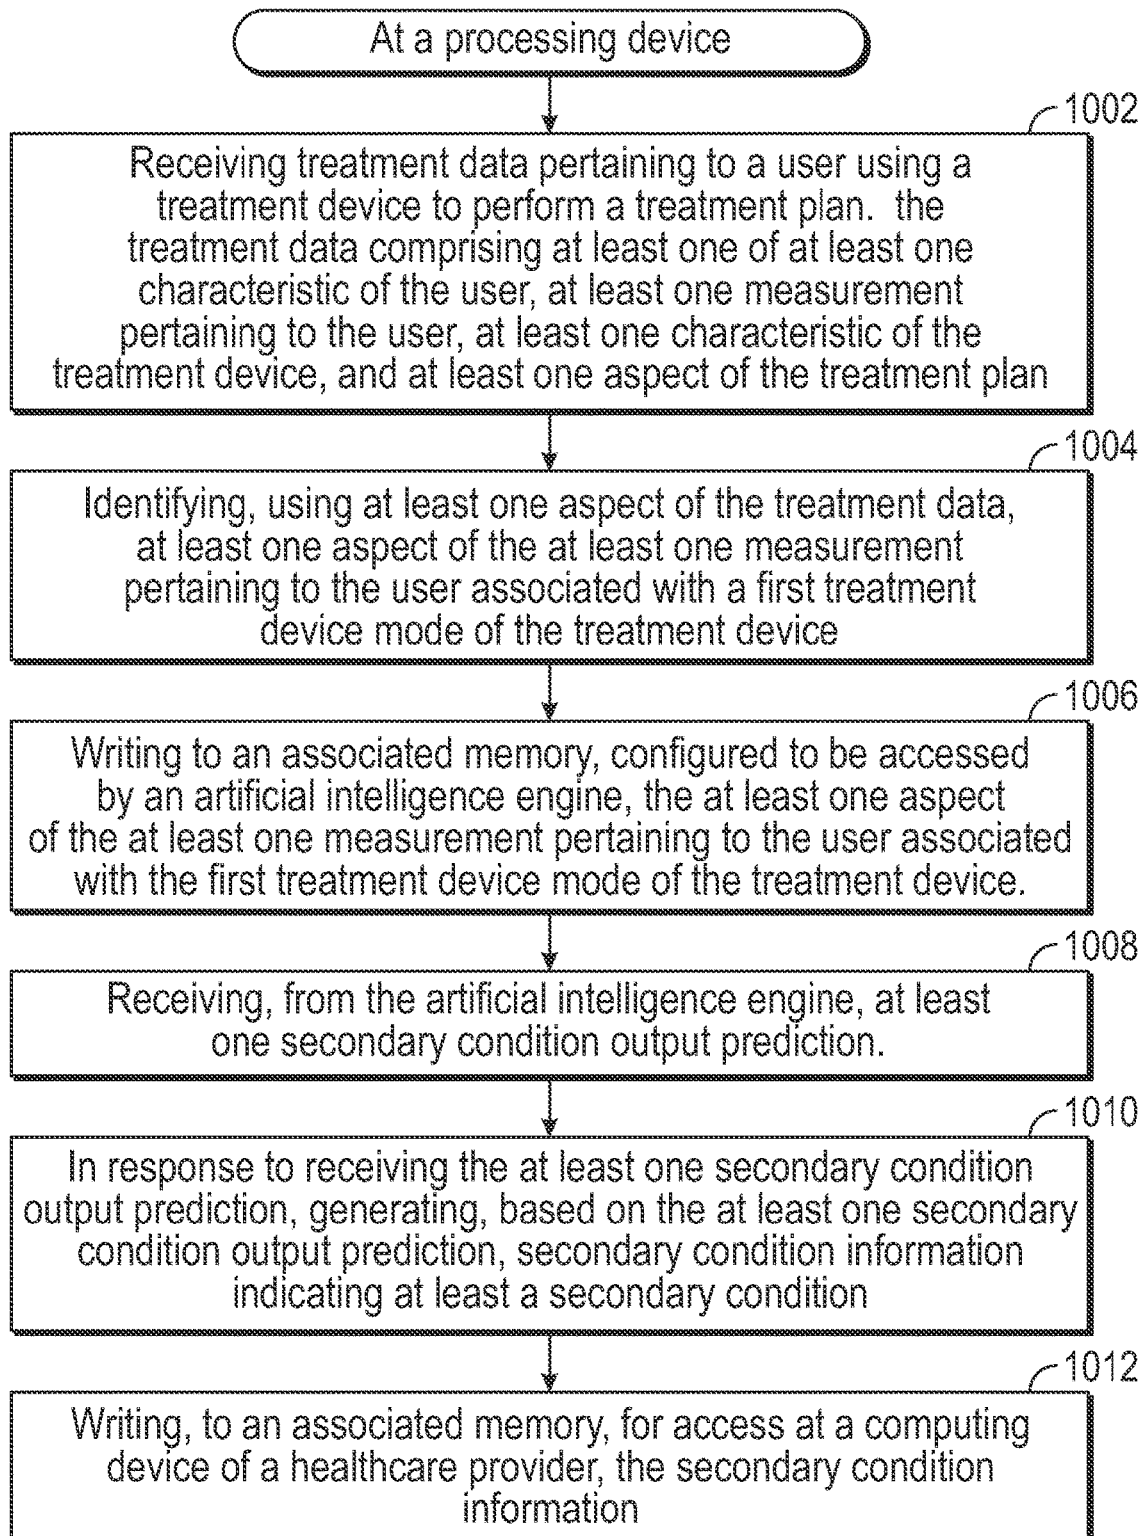 At a processing device
1002
Receiving treatment data pertaining to a user using a
treatment device to perform a treatment plan.  the
treatment data comprising at least one of at least one
characteristic of the user, at least one measurement
pertaining to the user, at least one characteristic of the
treatment device, and at least one aspect of the treatment plan
1004
Identifying, using at least one aspect of the treatment data,
at least one aspect of the at least one measurement
pertaining to the user associated with a first treatment
device mode of the treatment device
1006
Writing to an associated memory, configured to be accessed
by an artificial intelligence engine, the at least one aspect
of the at least one measurement pertaining to the user associated
with the first treatment device mode of the treatment device.
1008
Receiving, from the artificial intelligence engine, at least
one secondary condition output prediction.
1010
In response to receiving the at least one secondary condition
output prediction, generating, based on the at least one secondary
condition output prediction, secondary condition information
indicating at least a secondary condition
1012
Writing, to an associated memory, for access at a computing
device of a healthcare provider, the secondary condition
information